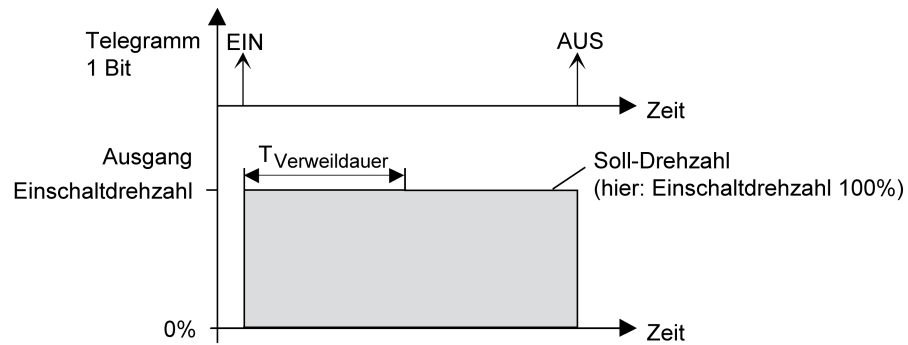 Telegramm
1 Bit
EIN
AUS
Zeit
Ausgang
Einschaltdrehzahl
TVerweildauer
Soll-Drehzahl
(hier: Einschaltdrehzahl 100%)
0%
Zeit